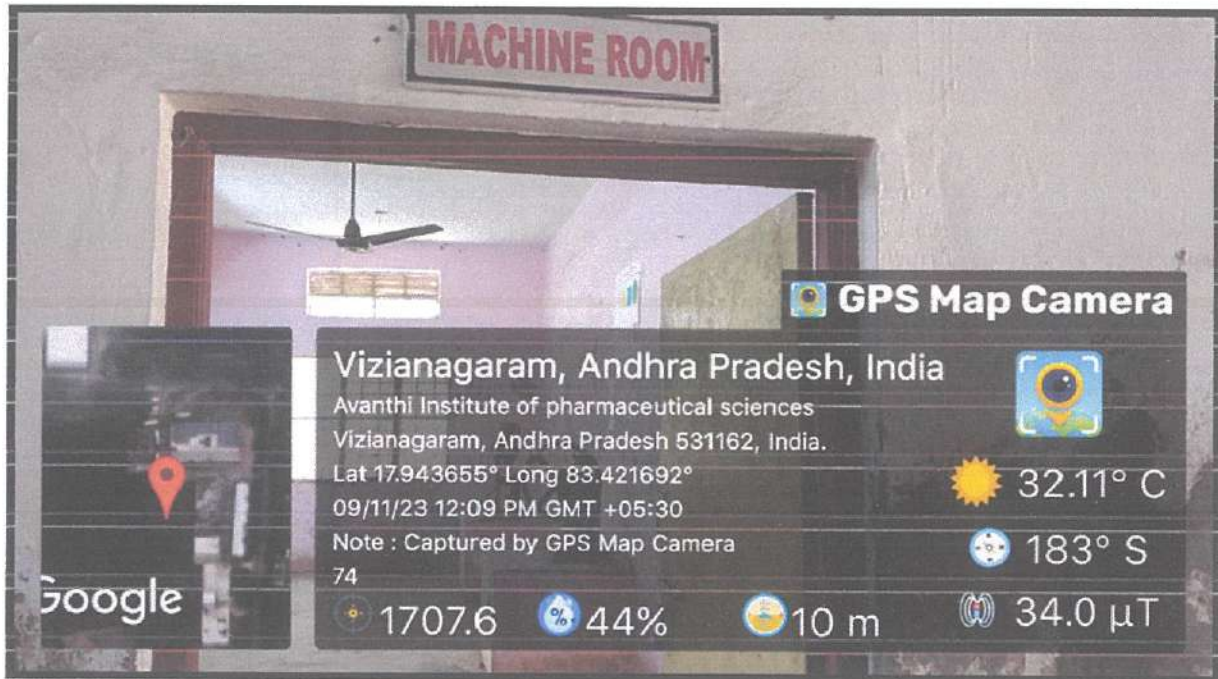 MACHINE ROOM
GPS Map Camera
Vizianagaram, Andhra Pradesh, India
Avanthi Institute of pharmaceutical sciences
Vizianagaram, Andhra Pradesh 531162, India.
Lat 17.943655° Long 83.421692°
09/11/23 12:09 PM GMT +05:30
Note : Captured by GPS Map Camera
74
32.11° C
183° S
1707.6
% 44%
10 m
34.0 µT
Google